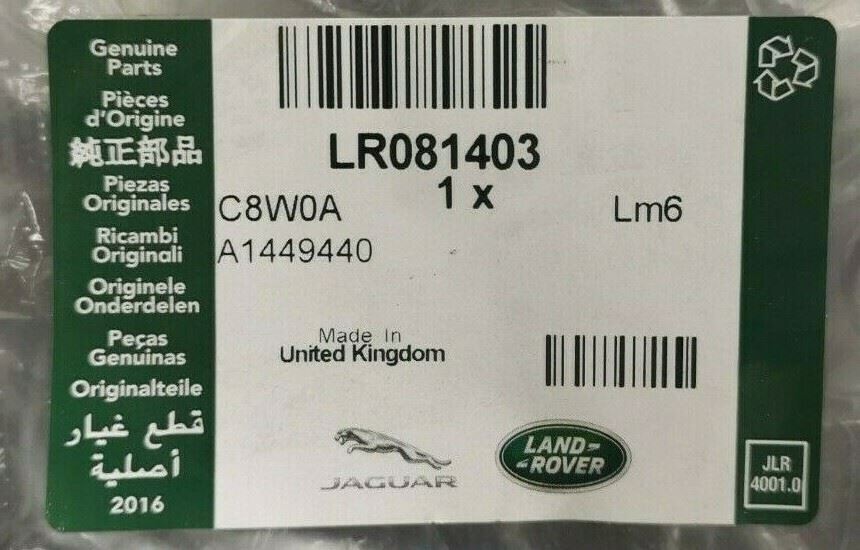 Genuine
Parts
Pièces
d'Origine
純正部品
Piezas
Originales
Ricambi
Originali
Originele
Onderdelen
Peças
Genuinas
Originalteile
قطع غيار
أصلية
2016
LR081403
1 x
C8W0A
Lm6
A1449440
Made In
United Kingdom
JAGUAR
LAND-
-ROVER
JLR
4001.0